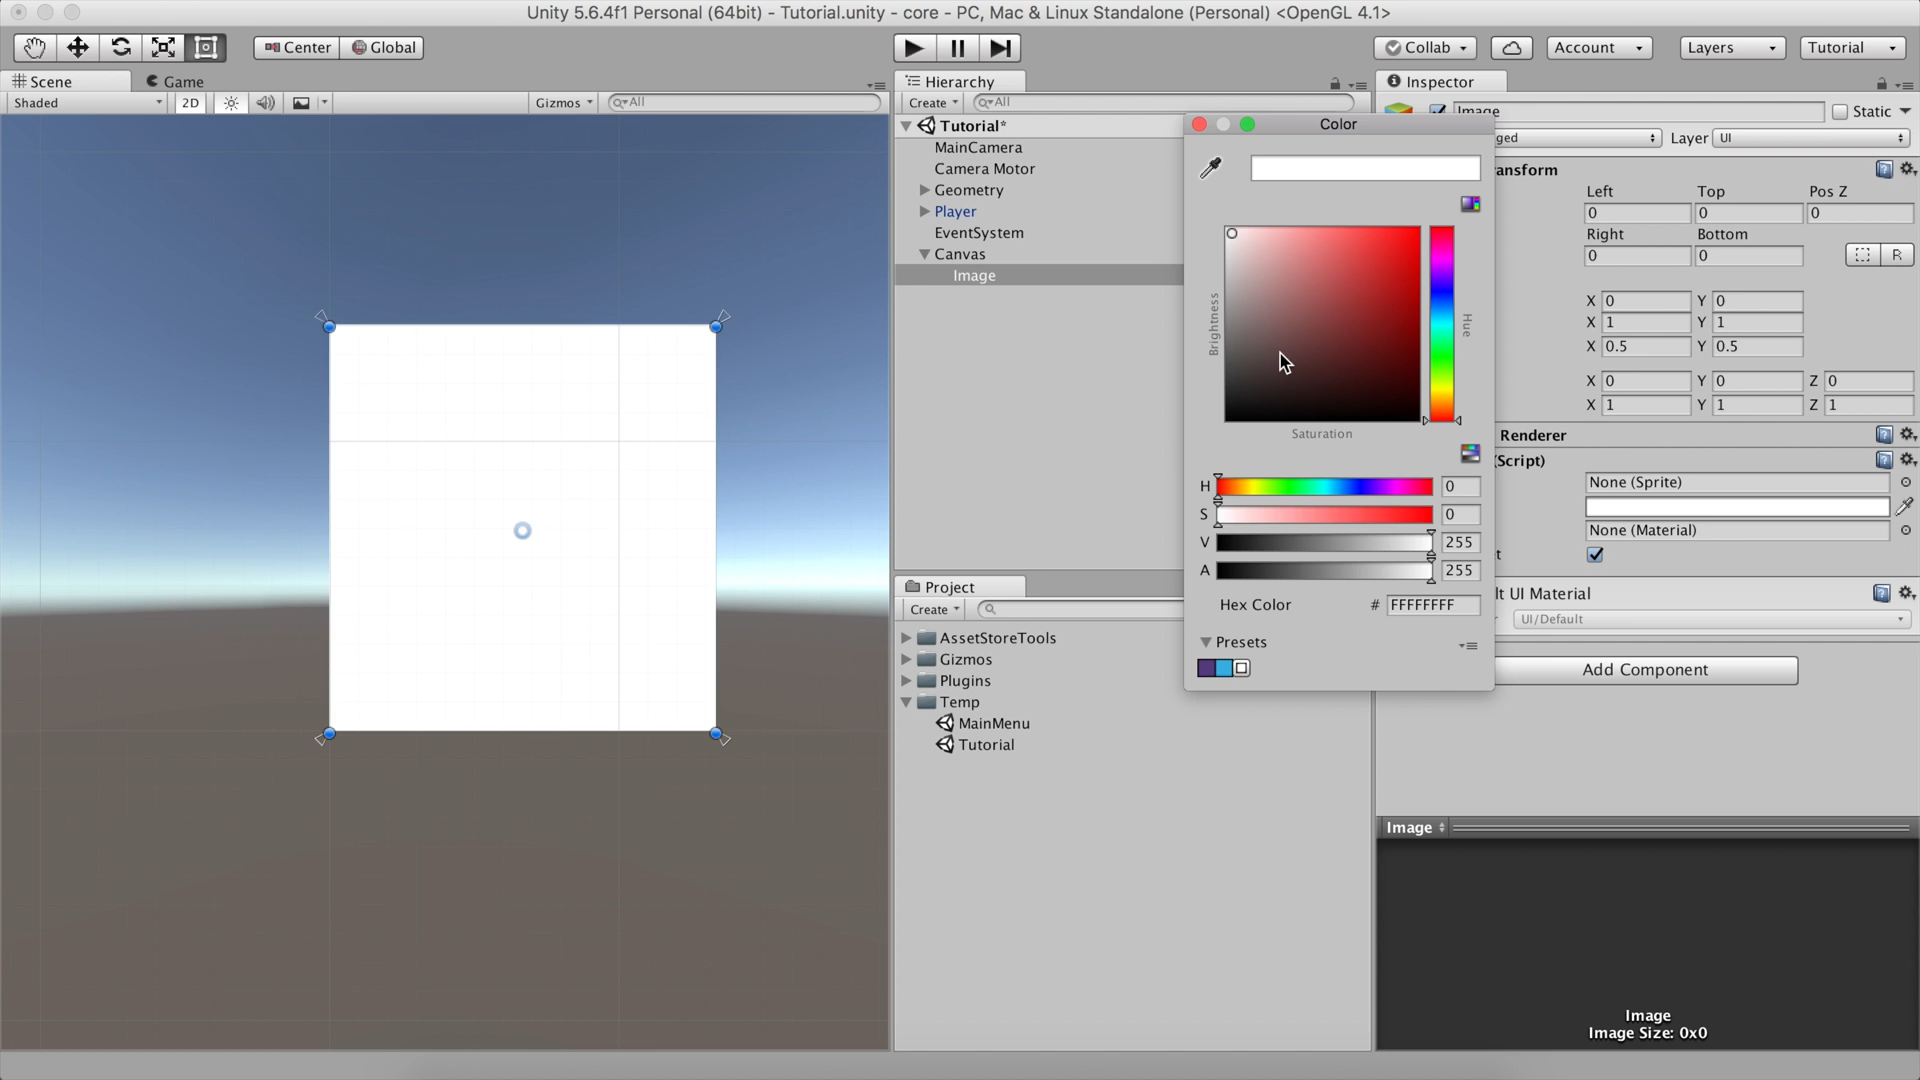 Unity 5.6.4f1 Personal (64bit) - Tutorial.unity - core - PC, Mac & Linux Standalone (Personal) <OpenGL 4.1>
Center Global
Collab Account Layers Tutorial
Scene Game
Shaded 2D Gizmos All
Hierarchy
Create All
Tutorial*
MainCamera
Camera Motor
Geometry
Player
EventSystem
Canvas
Image
Project
Create
AssetStoreTools
Gizmos
Plugins
Temp
MainMenu
Tutorial
Color
Brightness
Hue
Saturation
H 0
S 0
V 255
A 255
Hex Color # FFFFFFFF
Presets
Inspector
Image Static
ged Layer UI
ansform
Left Top Pos Z
0 0 0
Right Bottom
0 0 R
X 0 Y 0
X 1 Y 1
X 0.5 Y 0.5
X 0 Y 0 Z 0
X 1 Y 1 Z 1
Renderer
(Script)
None (Sprite)
None (Material)
t
lt UI Material
UI/Default
Add Component
Image
Image
Image Size: 0x0